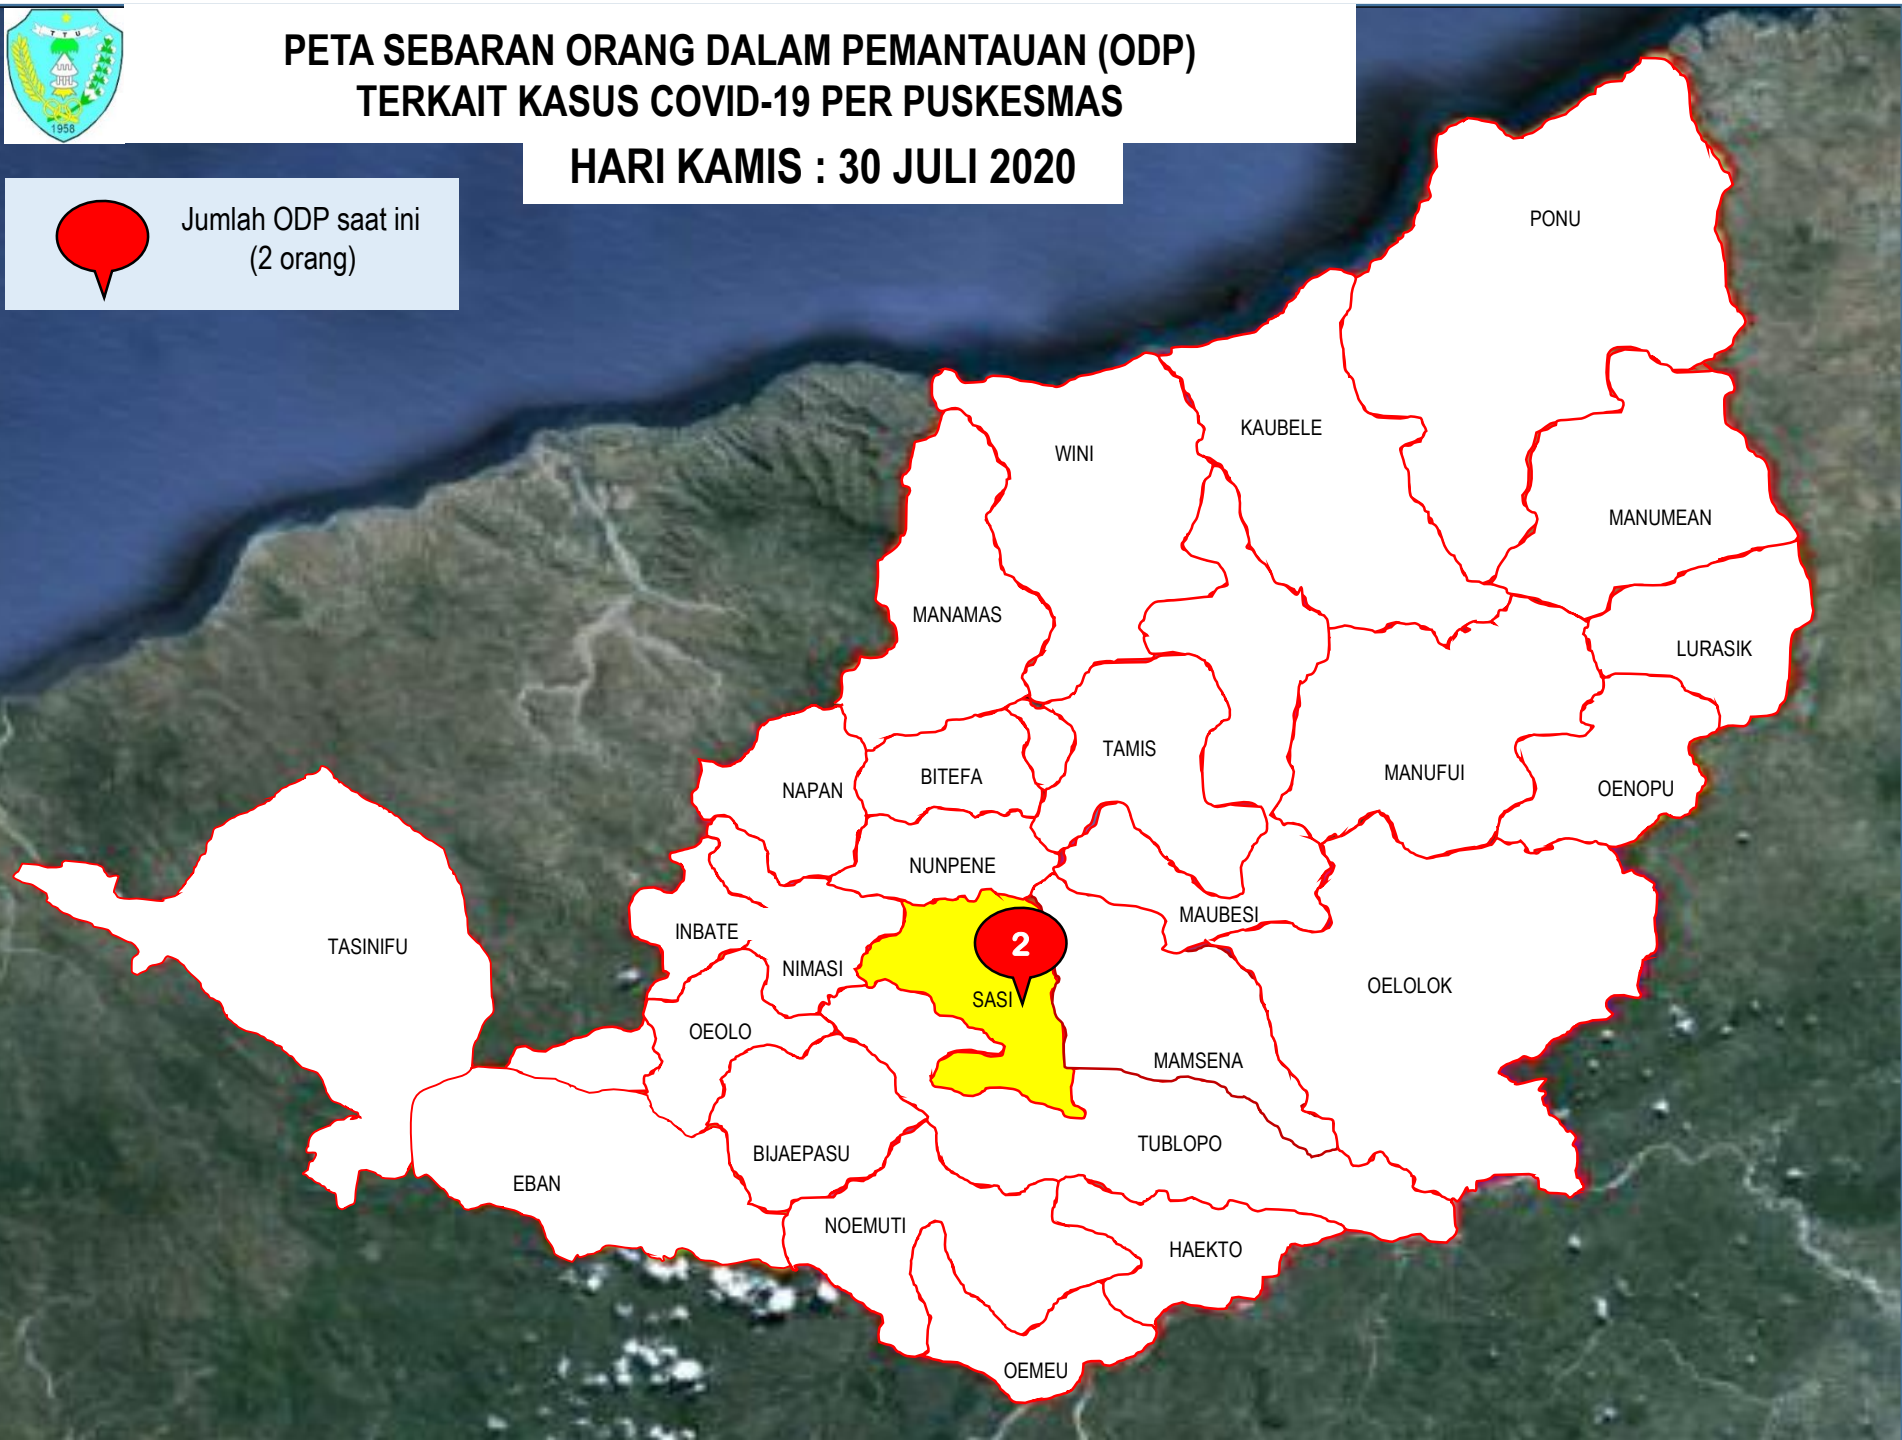 TTU
1958
PETA SEBARAN ORANG DALAM PEMANTAUAN (ODP)
TERKAIT KASUS COVID-19 PER PUSKESMAS
HARI KAMIS : 30 JULI 2020
Jumlah ODP saat ini
(2 orang)
PONU
KAUBELE
WINI
MANUMEAN
MANAMAS
LURASIK
TAMIS
BITEFA
MANUFUI
NAPAN
OENOPU
NUNPENE
MAUBESI
INBATE
TASINIFU
2
NIMASI
OELOLOK
SASI
OEOLO
MAMSENA
TUBLOPO
BIJAEPASU
EBAN
NOEMUTI
HAEKTO
OEMEU